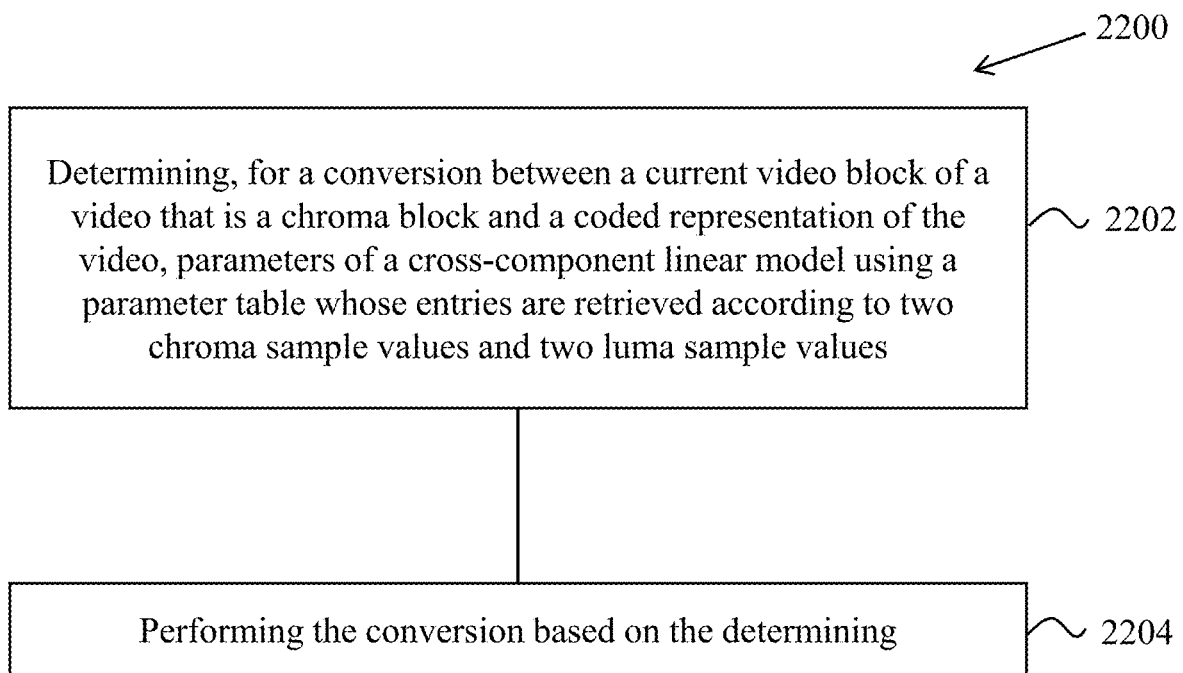 2200
Determining, for a conversion between a current video block of a
video that is a chroma block and a coded representation of the
video, parameters of a cross-component linear model using a
parameter table whose entries are retrieved according to two
chroma sample values and two luma sample values
2202
Performing the conversion based on the determining
2204